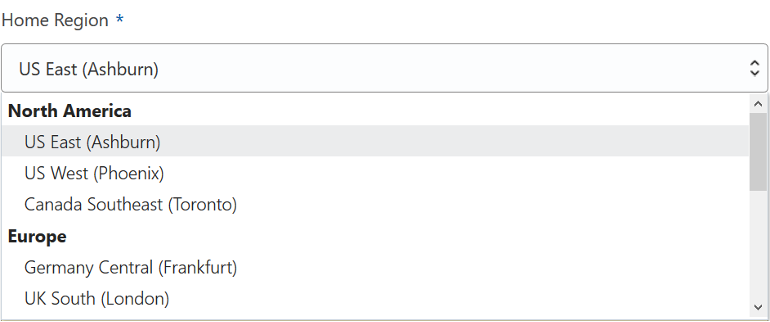 Home Region *
US East (Ashburn)
North America
US East (Ashburn)
US West (Phoenix)
Canada Southeast (Toronto)
Europe
Germany Central (Frankfurt)
UK South (London)